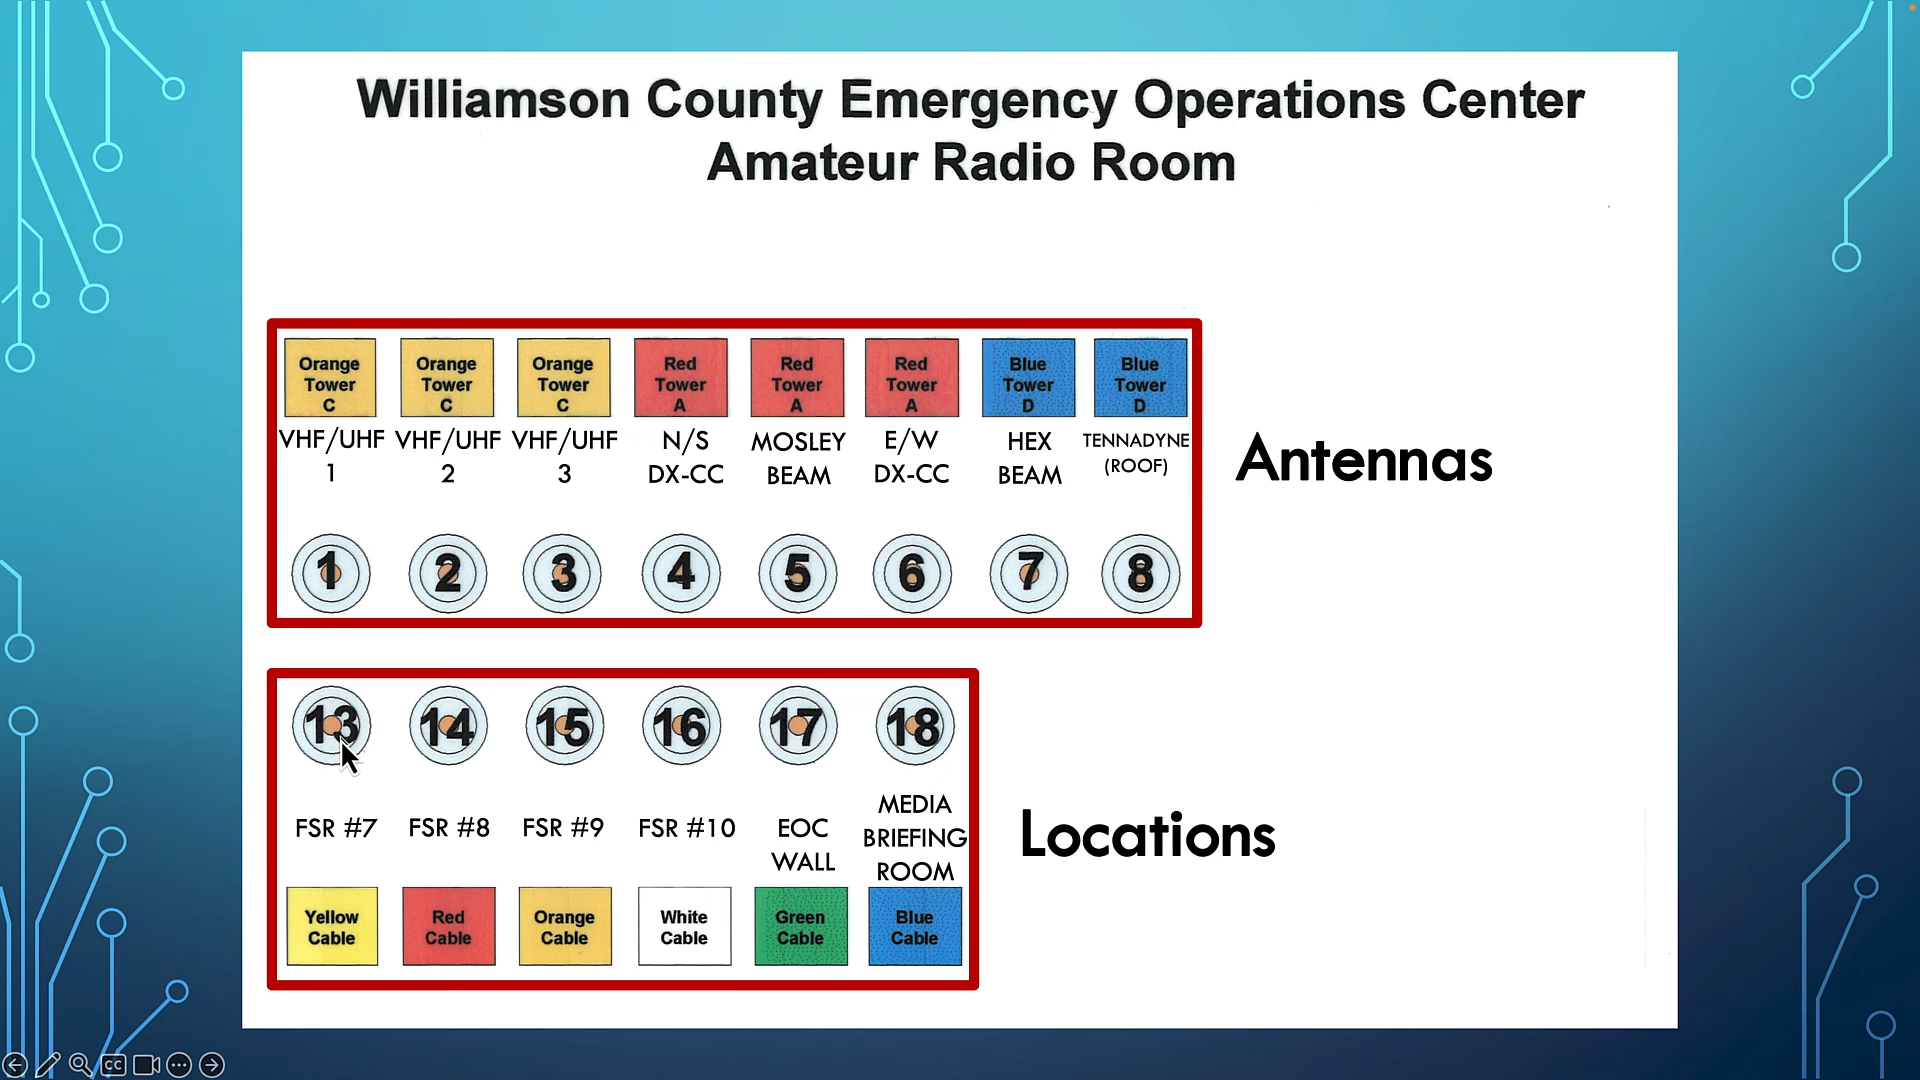 Williamson County Emergency Operations Center
Amateur Radio Room
Orange Tower C
Orange Tower C
Orange Tower C
Red Tower A
Red Tower A
Red Tower A
Blue Tower D
Blue Tower D
VHF/UHF 1
VHF/UHF 2
VHF/UHF 3
N/S DX-CC
MOSLEY BEAM
E/W DX-CC
HEX BEAM
TENNADYNE (ROOF)
Antennas
1 2 3 4 5 6 7 8
13 14 15 16 17 18
FSR #7
FSR #8
FSR #9
FSR #10
EOC WALL
MEDIA BRIEFING ROOM
Locations
Yellow Cable
Red Cable
Orange Cable
White Cable
Green Cable
Blue Cable
CC